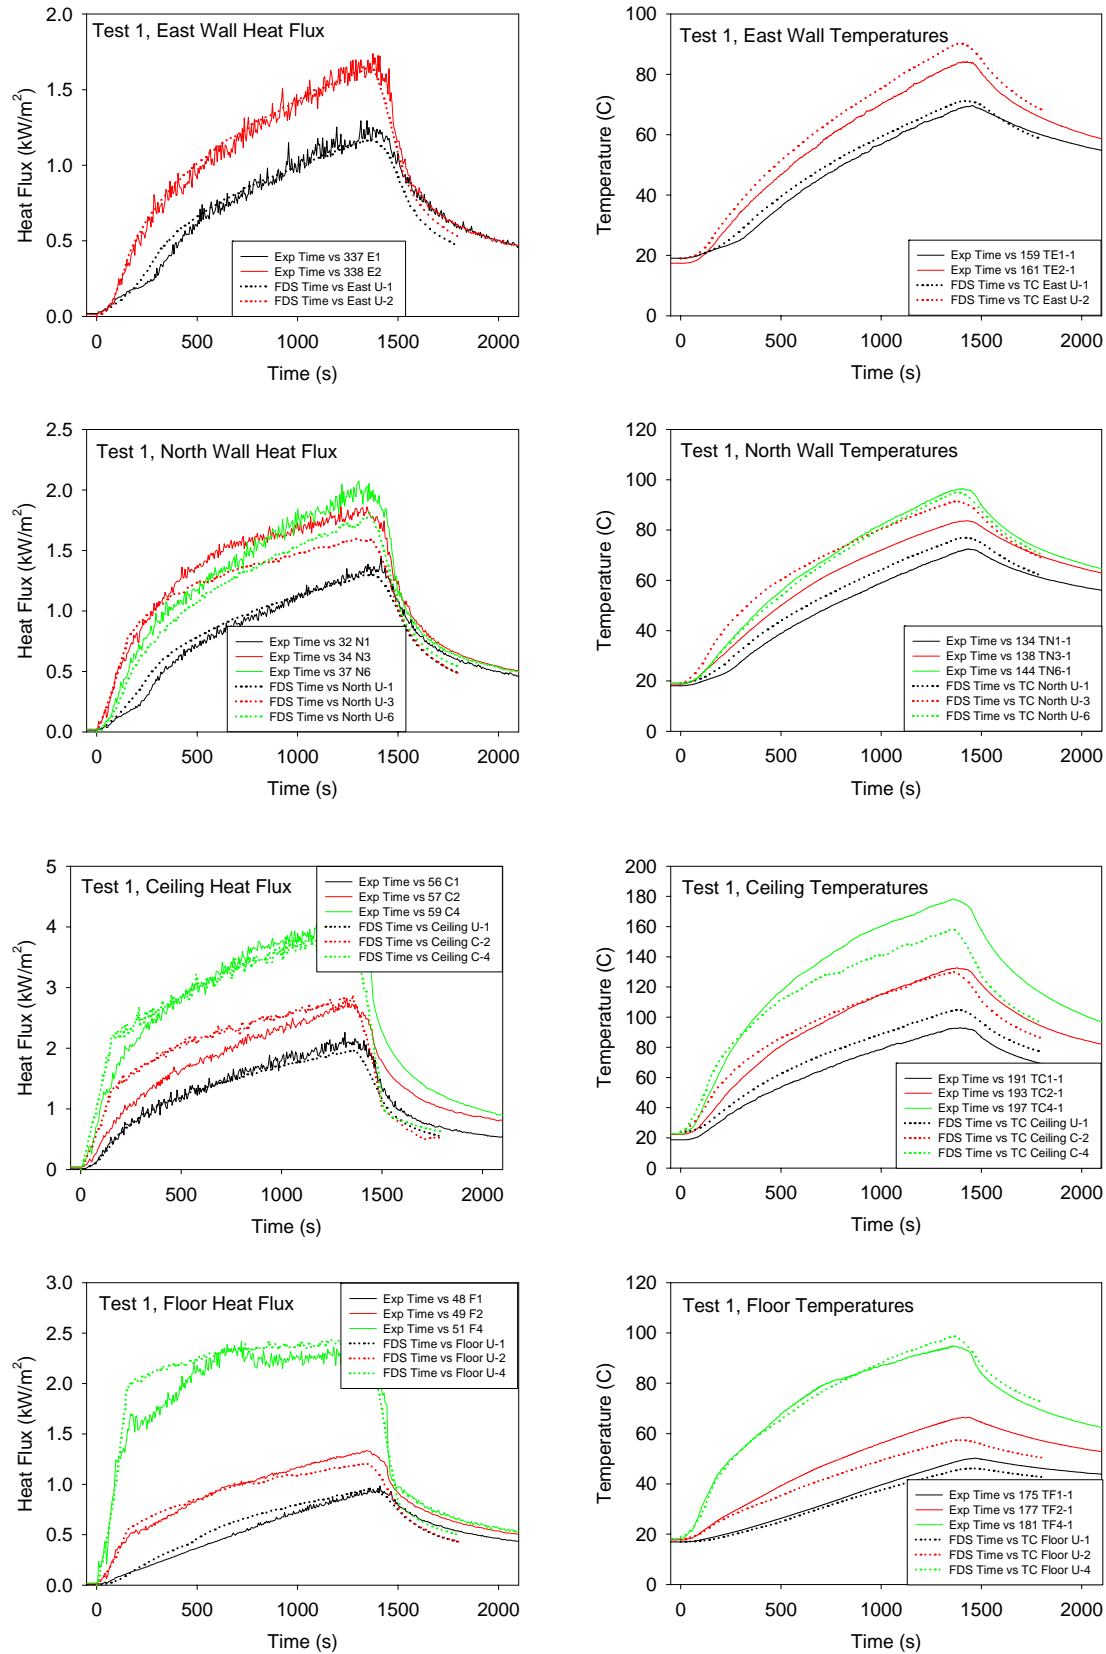 Test 1, East Wall Heat Flux
Heat Flux (kW/m²)
2.0
1.5
1.0
0.5
0.0
Exp Time vs 337 E1
Exp Time vs 338 E2
FDS Time vs East U-1
FDS Time vs East U-2
0 500 1000 1500 2000
Time (s)
Test 1, East Wall Temperatures
Temperature (C)
100
80
60
40
20
0
Exp Time vs 159 TE1-1
Exp Time vs 161 TE2-1
FDS Time vs TC East U-1
FDS Time vs TC East U-2
0 500 1000 1500 2000
Time (s)
Test 1, North Wall Heat Flux
Heat Flux (kW/m²)
2.5
2.0
1.5
1.0
0.5
0.0
Exp Time vs 32 N1
Exp Time vs 34 N3
Exp Time vs 37 N6
FDS Time vs North U-1
FDS Time vs North U-3
FDS Time vs North U-6
0 500 1000 1500 2000
Time (s)
Test 1, North Wall Temperatures
Temperature (C)
120
100
80
60
40
20
0
Exp Time vs 134 TN1-1
Exp Time vs 138 TN3-1
Exp Time vs 144 TN6-1
FDS Time vs TC North U-1
FDS Time vs TC North U-3
FDS Time vs TC North U-6
0 500 1000 1500 2000
Time (s)
Test 1, Ceiling Heat Flux
Heat Flux (kW/m²)
5
4
3
2
1
0
Exp Time vs 56 C1
Exp Time vs 57 C2
Exp Time vs 59 C4
FDS Time vs Ceiling U-1
FDS Time vs Ceiling C-2
FDS Time vs Ceiling C-4
0 500 1000 1500 2000
Time (s)
Test 1, Ceiling Temperatures
Temperature (C)
200
180
160
140
120
100
80
60
40
20
0
Exp Time vs 191 TC1-1
Exp Time vs 193 TC2-1
Exp Time vs 197 TC4-1
FDS Time vs TC Ceiling U-1
FDS Time vs TC Ceiling C-2
FDS Time vs TC Ceiling C-4
0 500 1000 1500 2000
Time (s)
Test 1, Floor Heat Flux
Heat Flux (kW/m²)
3.0
2.5
2.0
1.5
1.0
0.5
0.0
Exp Time vs 48 F1
Exp Time vs 49 F2
Exp Time vs 51 F4
FDS Time vs Floor U-1
FDS Time vs Floor U-2
FDS Time vs Floor U-4
0 500 1000 1500 2000
Time (s)
Test 1, Floor Temperatures
Temperature (C)
120
100
80
60
40
20
0
Exp Time vs 175 TF1-1
Exp Time vs 177 TF2-1
Exp Time vs 181 TF4-1
FDS Time vs TC Floor U-1
FDS Time vs TC Floor U-2
FDS Time vs TC Floor U-4
0 500 1000 1500 2000
Time (s)